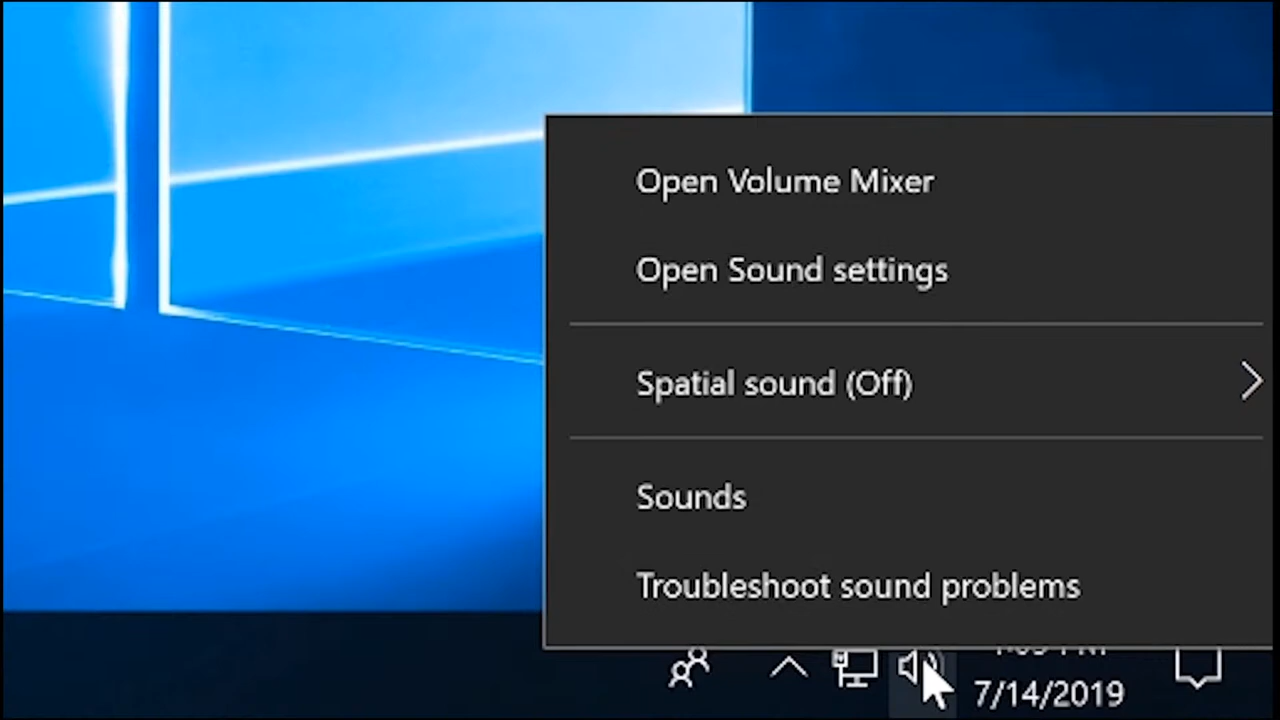 Open Volume Mixer
Open Sound settings
Spatial sound (Off)
Sounds
Troubleshoot sound problems
7/14/2019